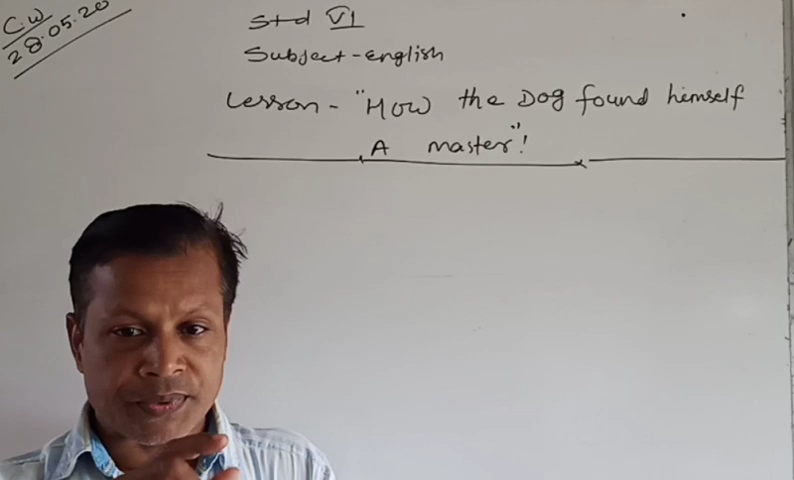 C.W
28.05.20
Std VI
Subject-English
Lesson - "How the Dog found himself
A master"!